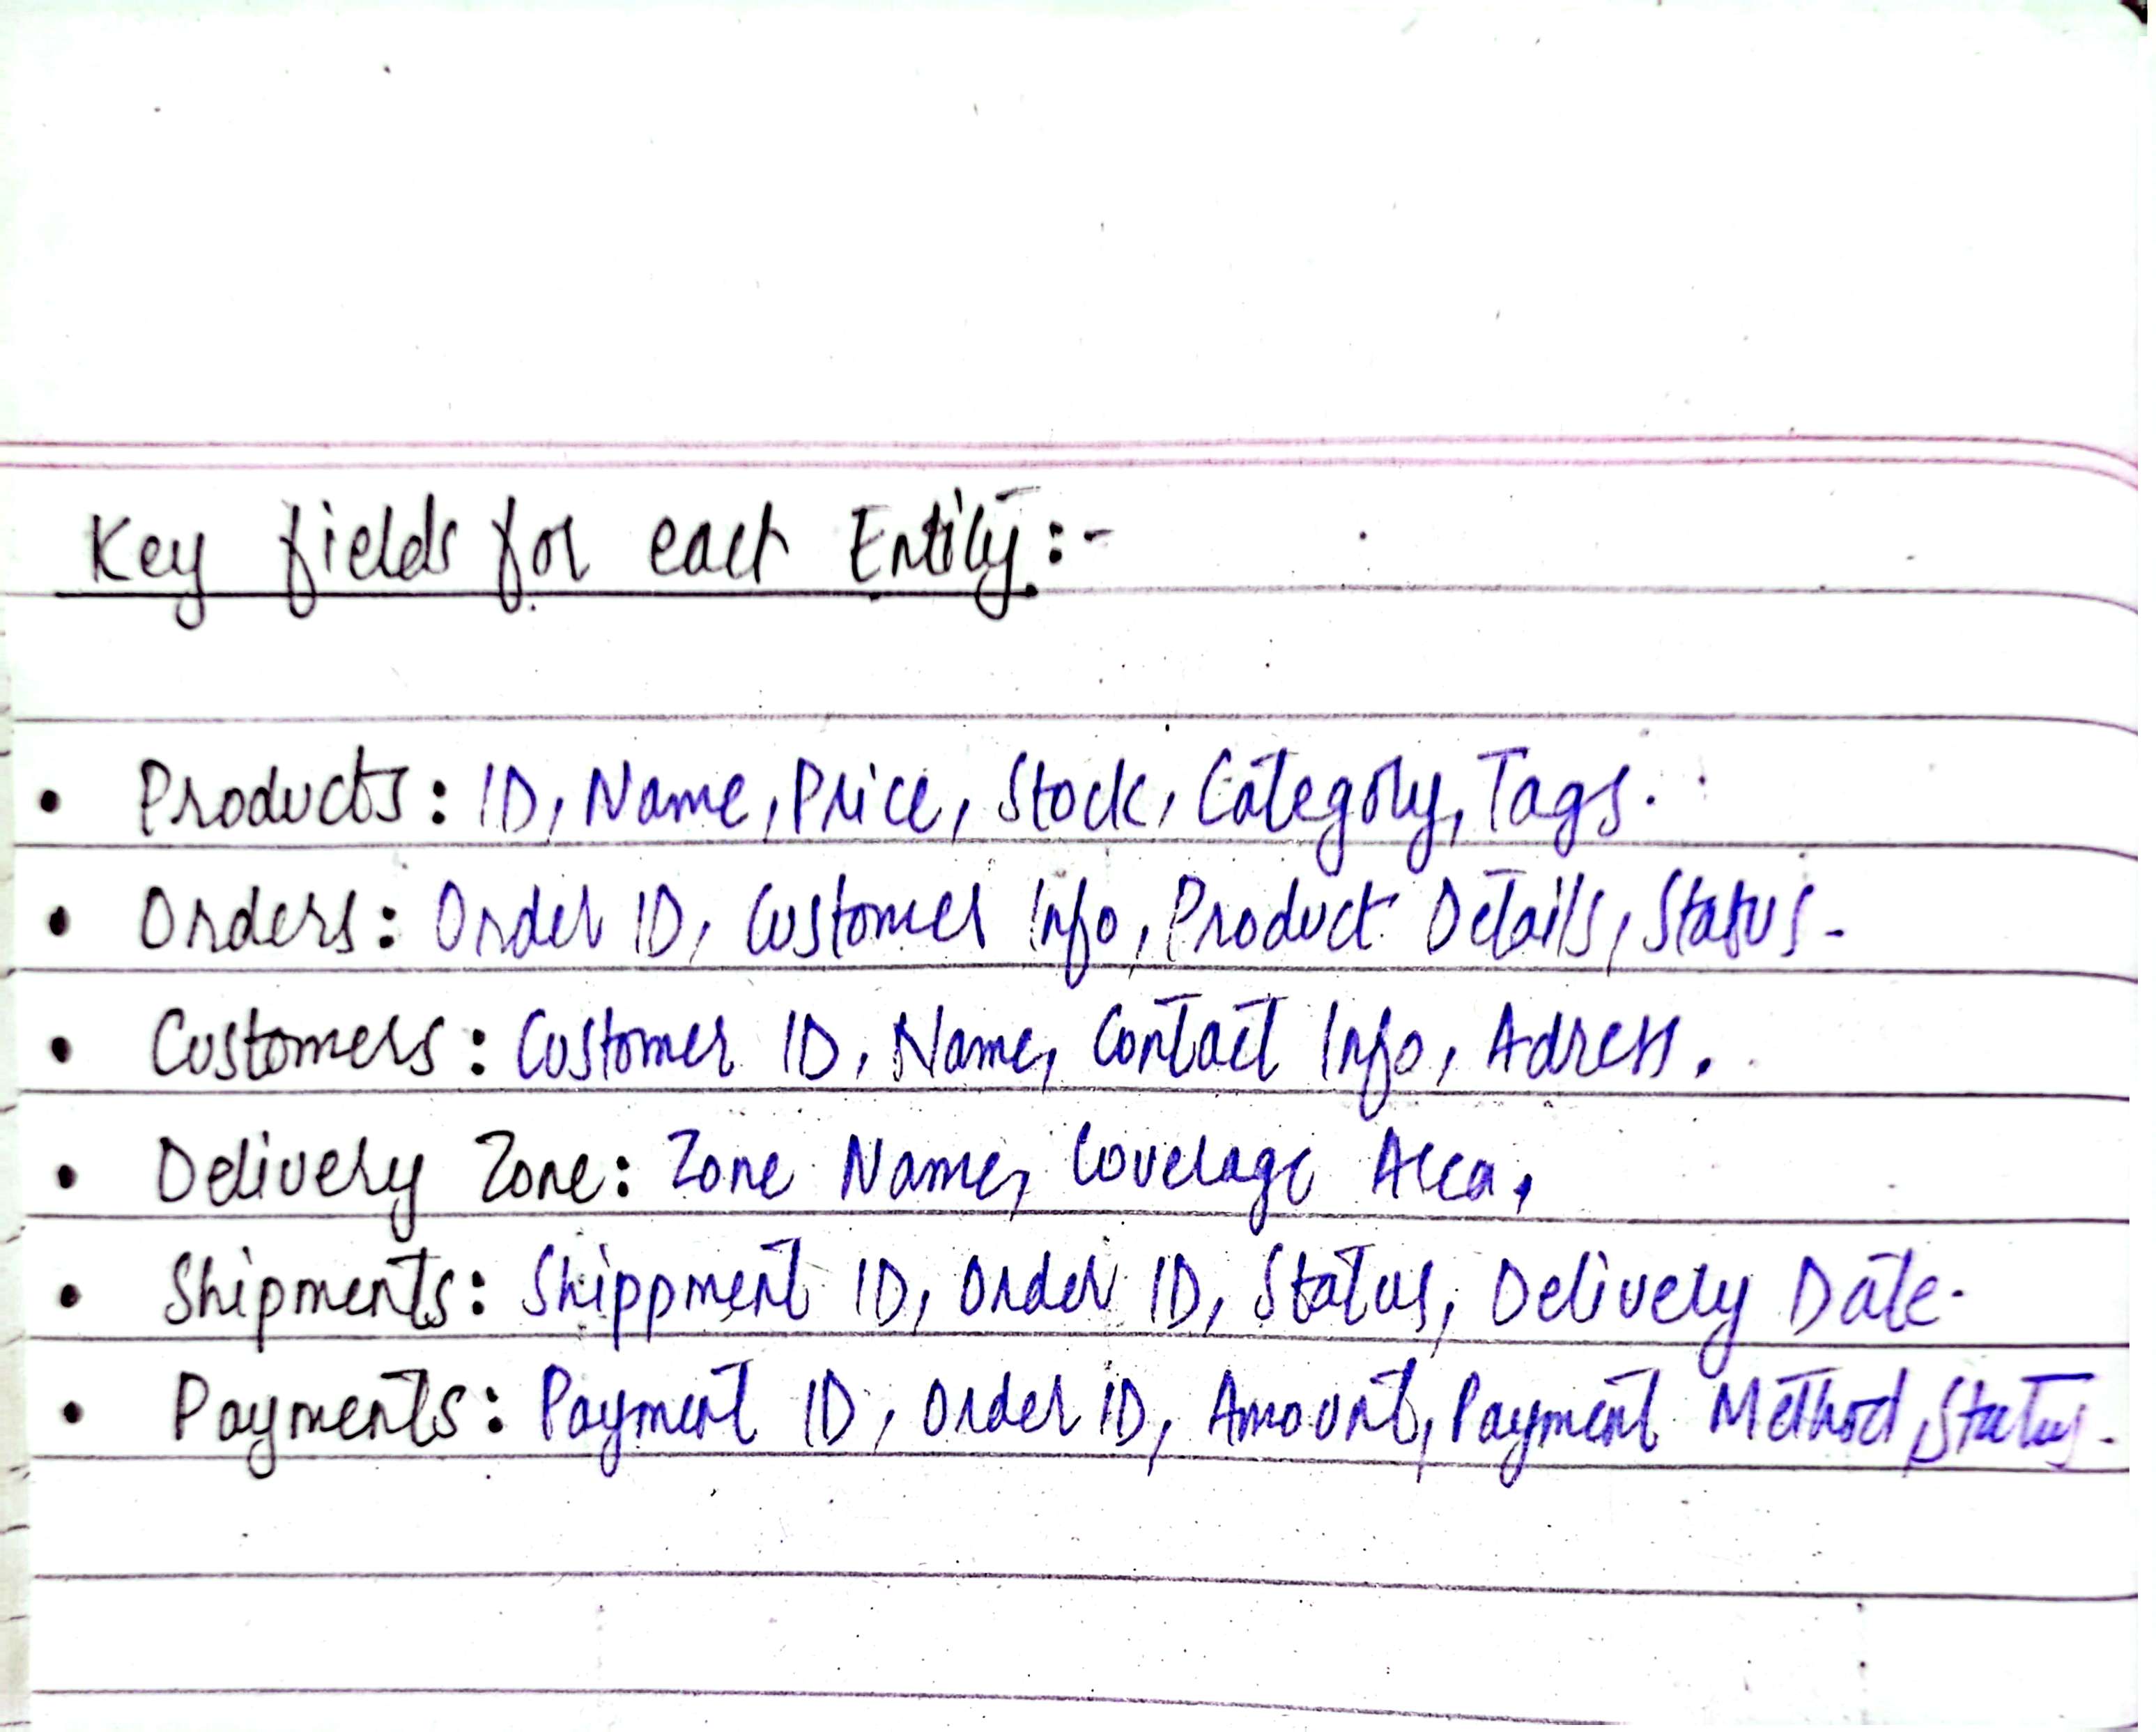 Key fields for each Entity:-
• Products: ID, Name, Price, Stock, Category, Tags.
• Orders: Order ID, Customer Info, Product Details, Status.
• Customers: Customer ID, Name, Contact Info, Adress.
• Delivery Zone: Zone Name, Coverage Area,
• Shipments: Shippment ID, Order ID, Status, Delivery Date.
• Payments: Payment ID, Order ID, Amount, Payment Method, Status.